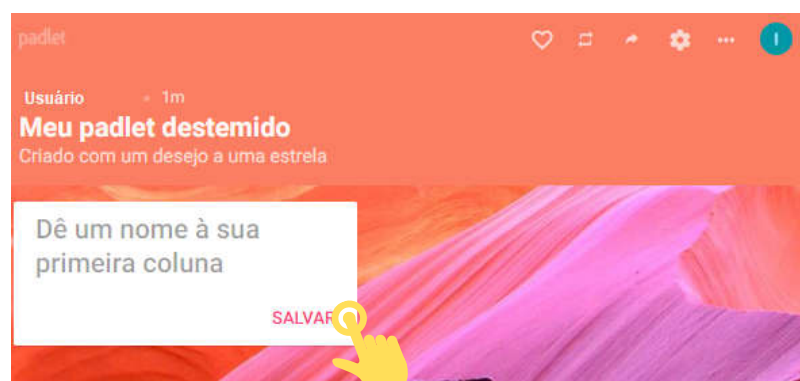 padlet
Usuário • 1m
Meu padlet destemido
Criado com um desejo a uma estrela
Dê um nome à sua
primeira coluna
SALVAR
I